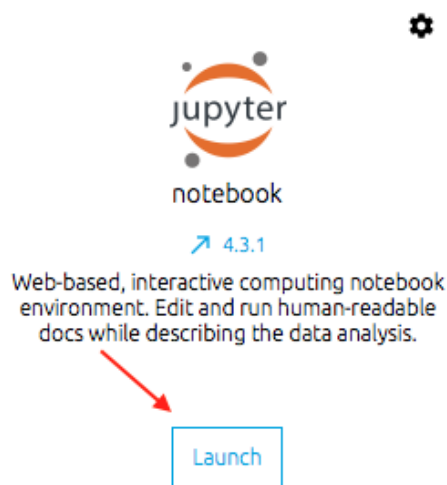 jupyter
notebook
4.3.1
Web-based, interactive computing notebook
environment. Edit and run human-readable
docs while describing the data analysis.
Launch